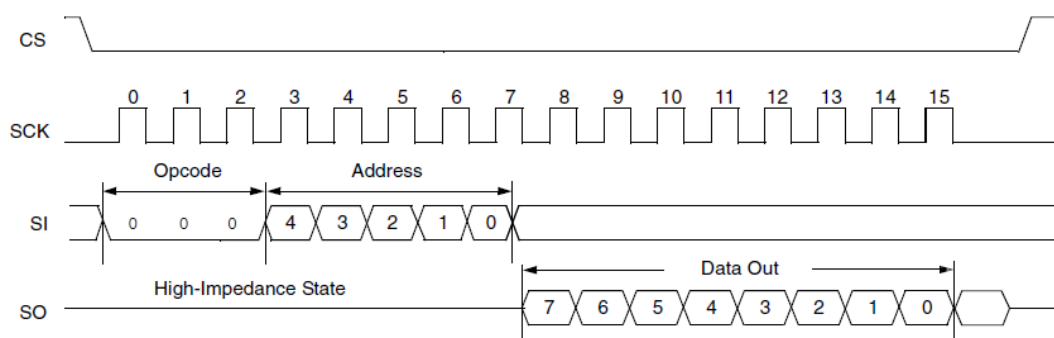 CS
0 1 2 3 4 5 6 7 8 9 10 11 12 13 14 15
SCK
Opcode Address
SI 0 0 0 4 3 2 1 0
Data Out
High-Impedance State
SO 7 6 5 4 3 2 1 0